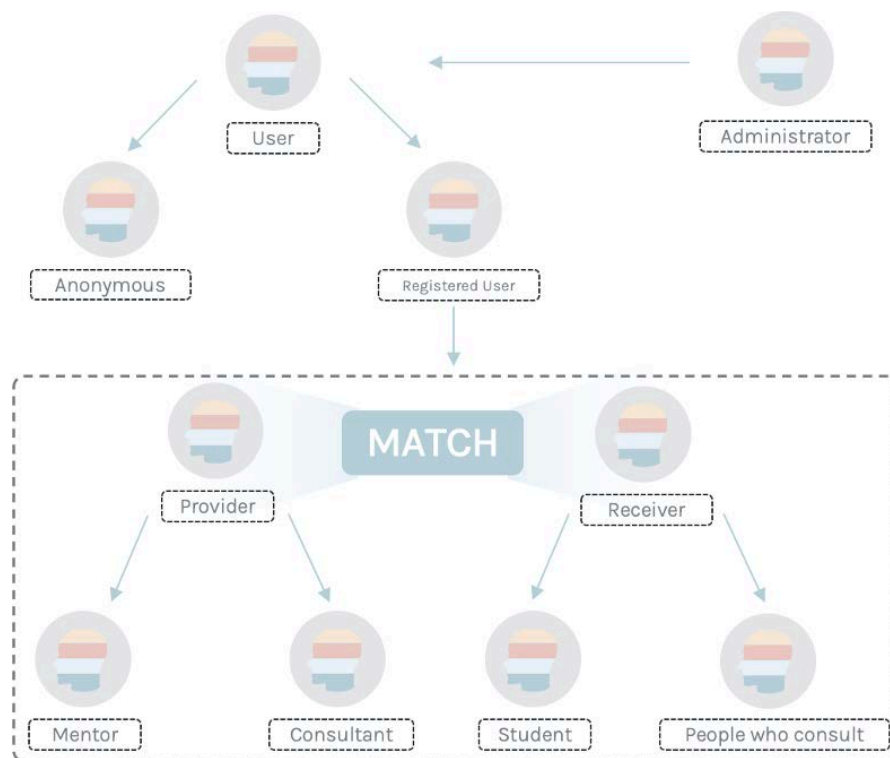 User
Administrator
Anonymous
Registered User
MATCH
Provider
Receiver
Mentor
Consultant
Student
People who consult